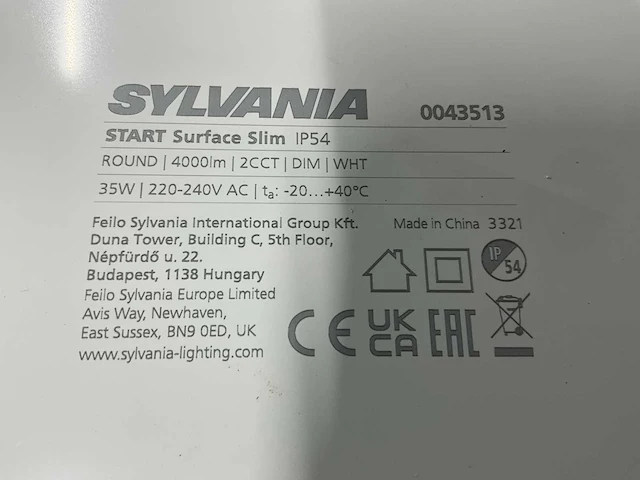 SYLVANIA 0043513
START Surface Slim IP54
ROUND | 4000lm | 2CCT | DIM | WHT
35W | 220-240V AC | ta: -20...+40°C
Feilo Sylvania International Group Kft. Made in China 3321
Duna Tower, Building C, 5th Floor,
Népfürdő u. 22.
Budapest, 1138 Hungary
IP
54
Feilo Sylvania Europe Limited
Avis Way, Newhaven,
East Sussex, BN9 0ED, UK
www.sylvania-lighting.com
CE UK
CA EAC